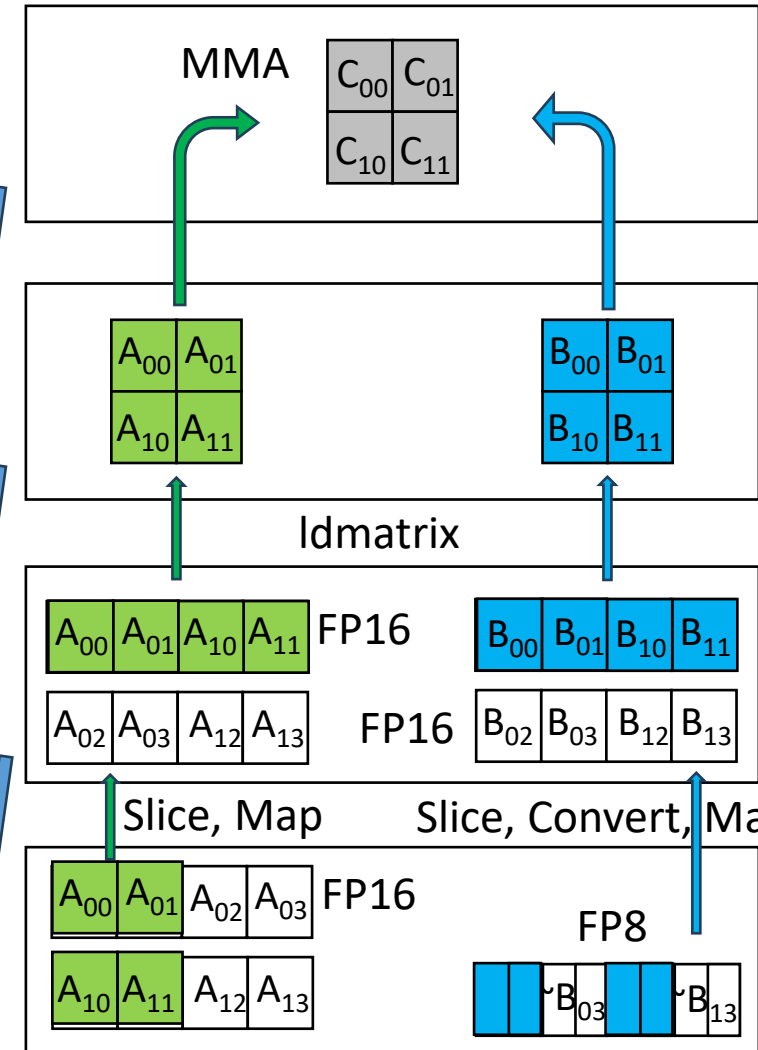 MMA
C00 C01
C10 C11
A00 A01 B00 B01
A10 A11 B10 B11
ldmatrix
A00 A01 A10 A11 FP16 B00 B01 B10 B11
A02 A03 A12 A13 FP16 B02 B03 B12 B13
Slice, Map Slice, Convert, Ma
A00 A01 A02 A03 FP16
FP8
A10 A11 A12 A13 ˜B03 ˜B13